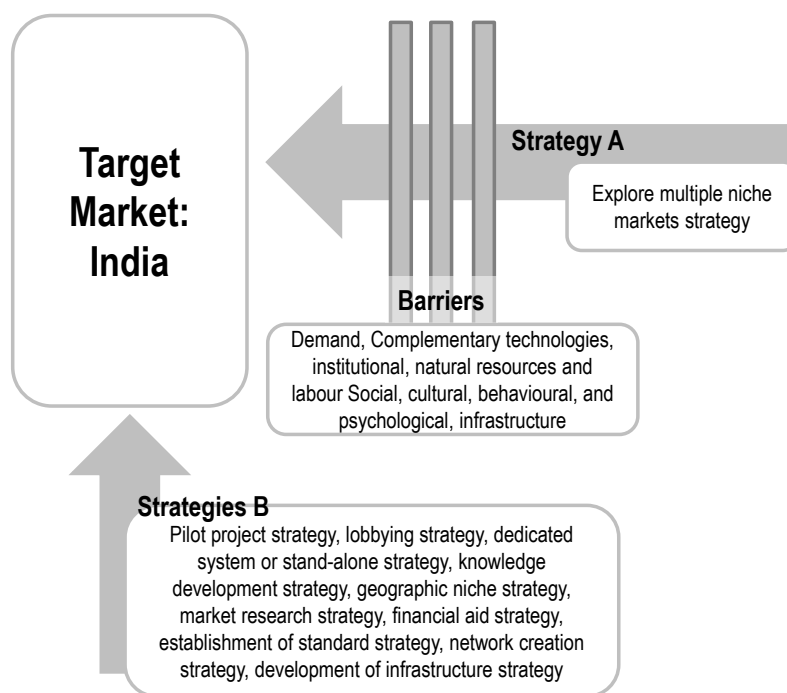 Target
Market:
India
Strategy A
Explore multiple niche
markets strategy
Barriers
Demand, Complementary technologies,
institutional, natural resources and
labour Social, cultural, behavioural, and
psychological, infrastructure
Strategies B
Pilot project strategy, lobbying strategy, dedicated
system or stand-alone strategy, knowledge
development strategy, geographic niche strategy,
market research strategy, financial aid strategy,
establishment of standard strategy, network creation
strategy, development of infrastructure strategy